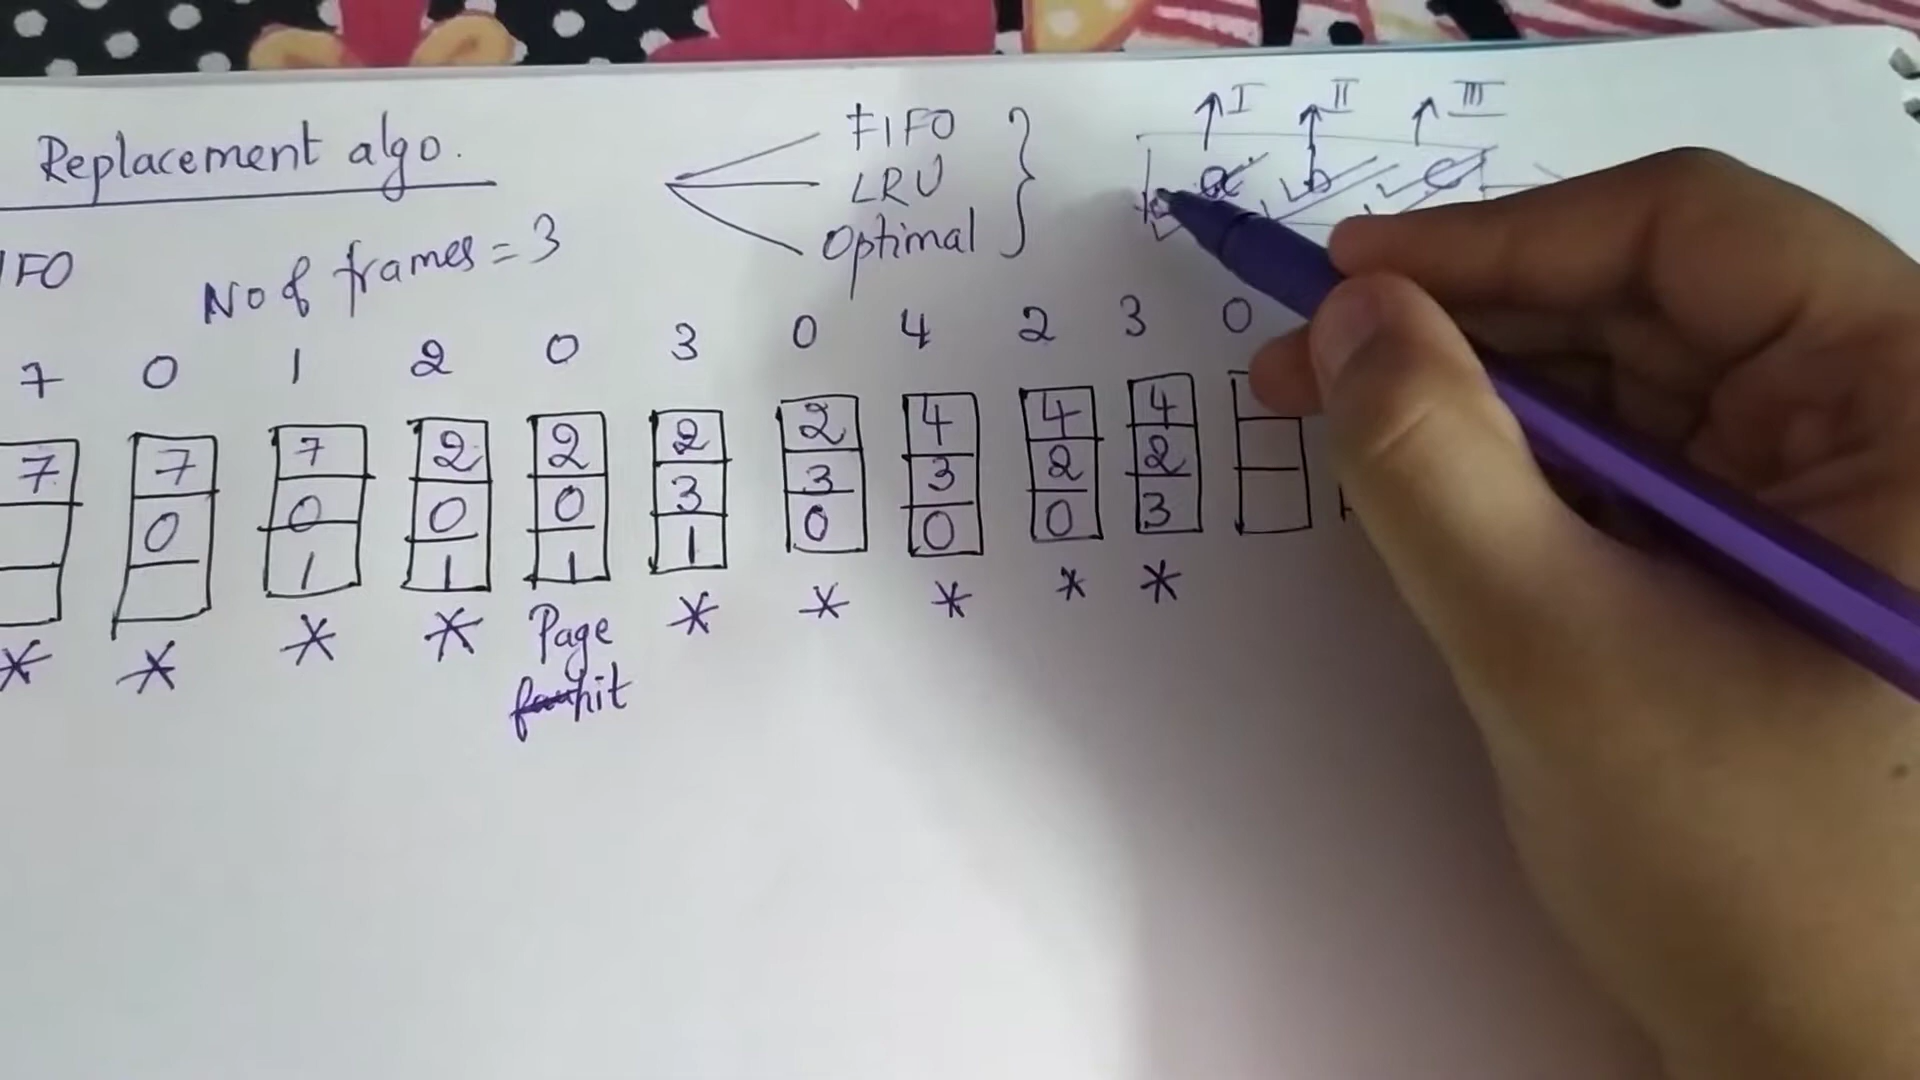 Replacement algo.
FIFO
LRU
Optimal
I II III
a b c
IFO
No of frames = 3
7 0 1 2 0 3 0 4 2 3 0
7 7 7 2 2 2 2 4 4 4
0 0 0 0 3 3 3 2 2
1 1 1 1 0 0 0 3
* * * * * * * * *
Page
hit